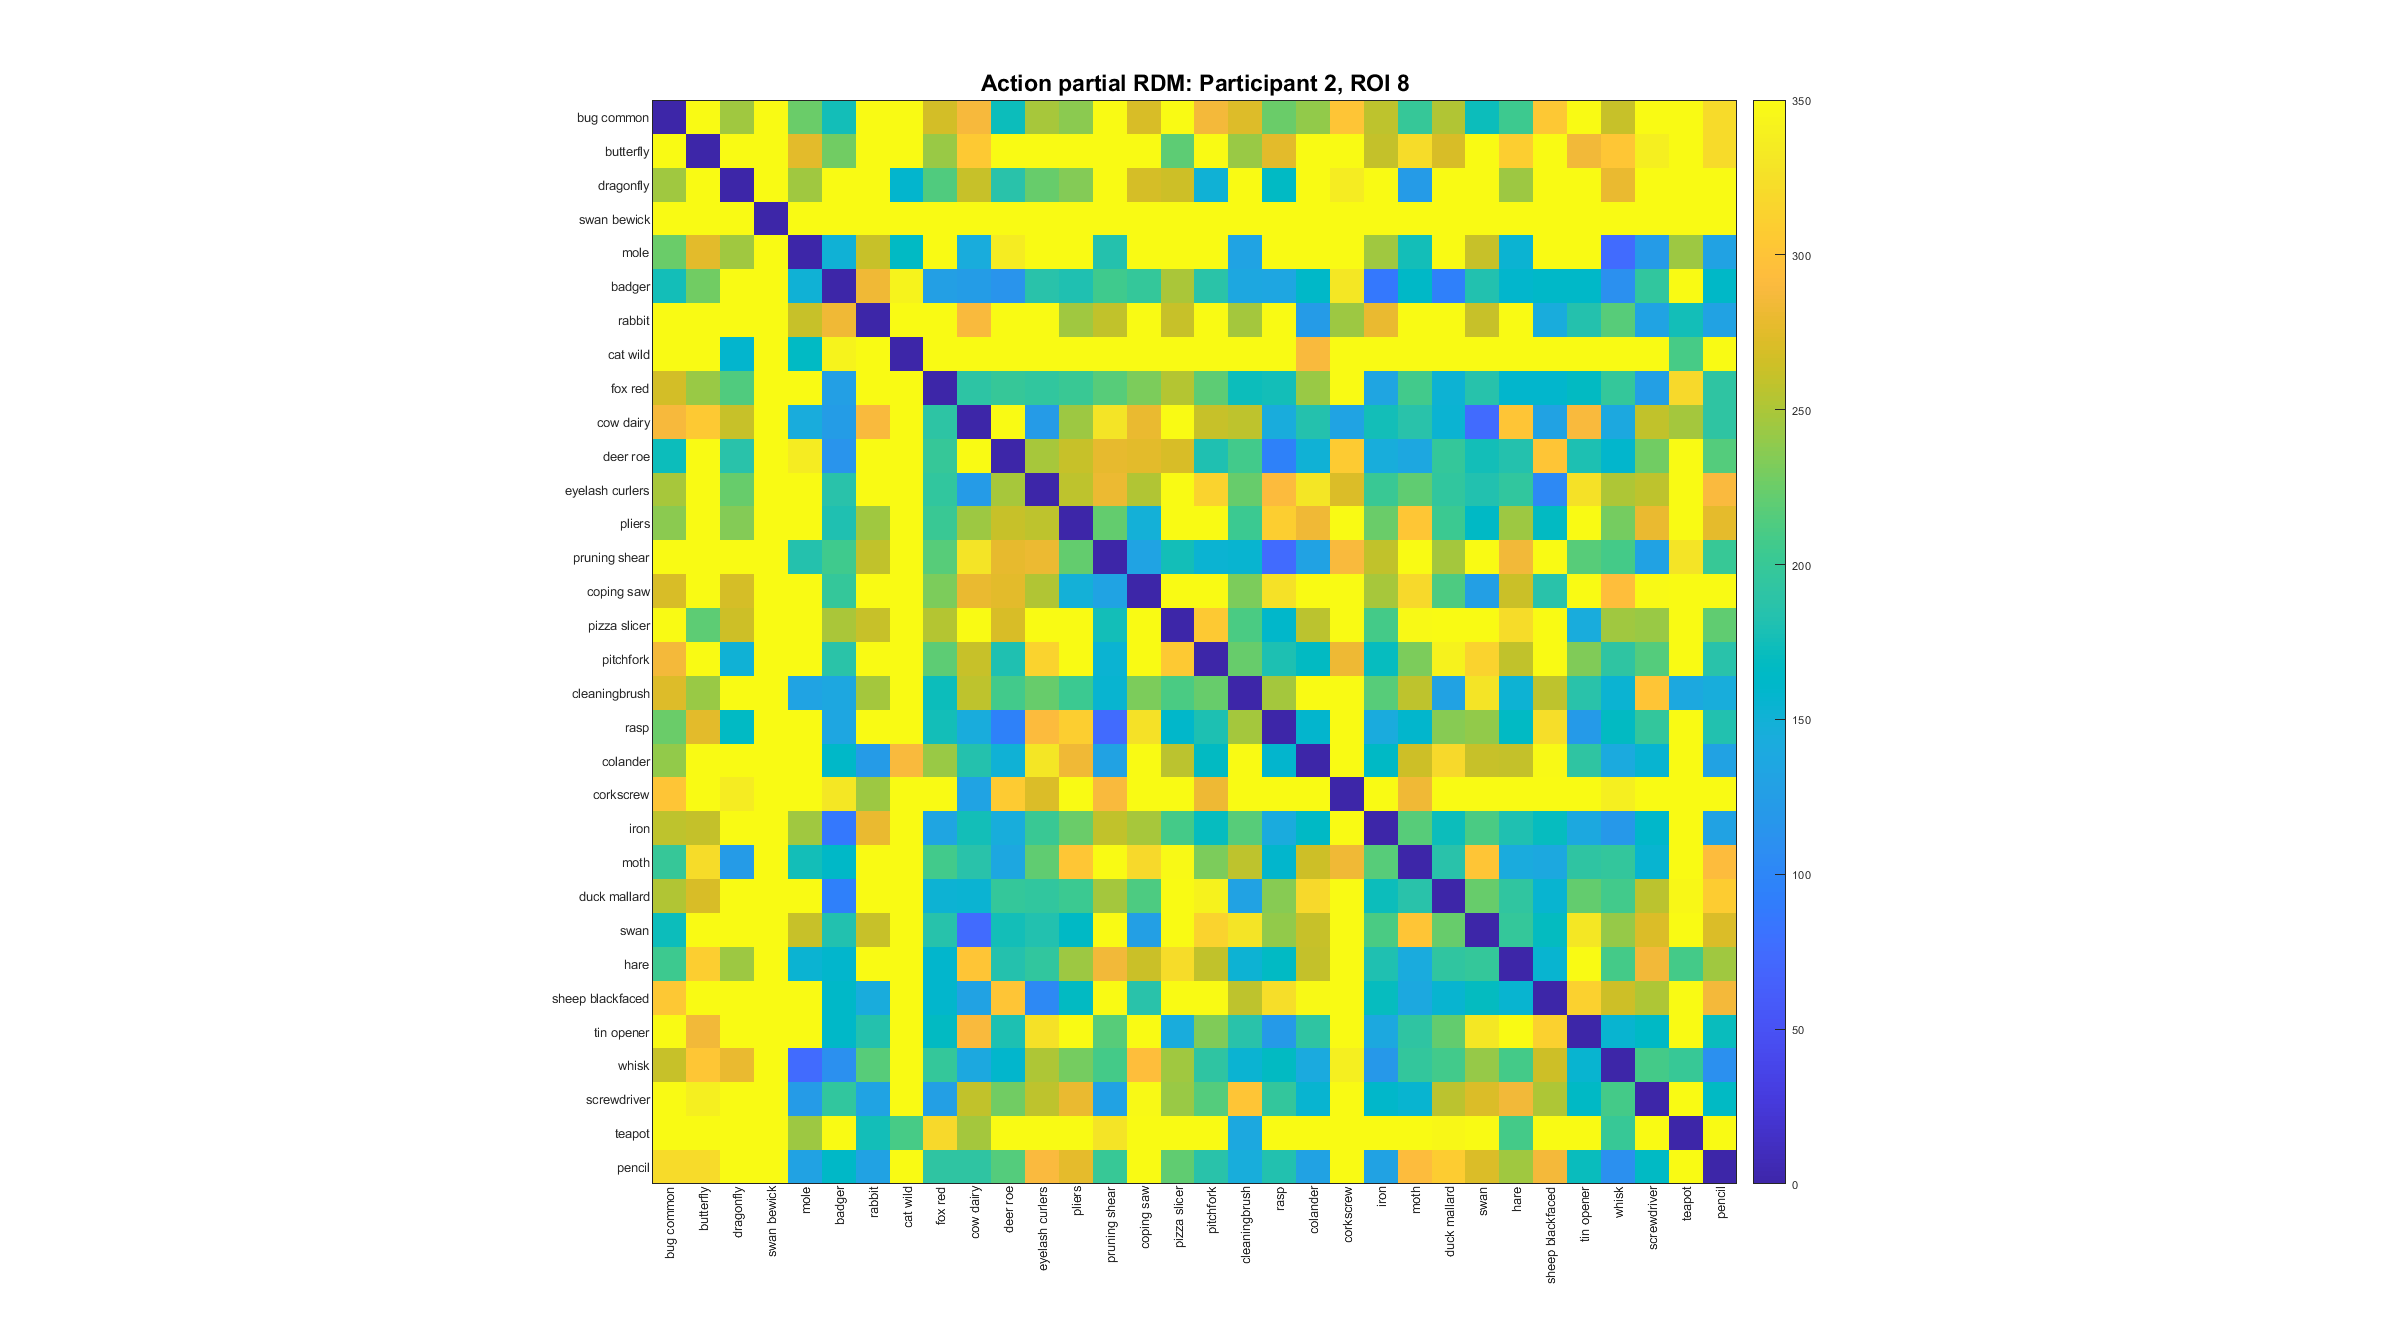 Action partial RDM: Participant 2, ROI 8
bug common
butterfly
dragonfly
swan bewick
mole
badger
rabbit
cat wild
fox red
cow dairy
deer roe
eyelash curlers
pliers
pruning shear
coping saw
pizza slicer
pitchfork
cleaningbrush
rasp
colander
corkscrew
iron
moth
duck mallard
swan
hare
sheep blackfaced
tin opener
whisk
screwdriver
teapot
pencil
bug common
butterfly
dragonfly
swan bewick
mole
badger
rabbit
cat wild
fox red
cow dairy
deer roe
eyelash curlers
pliers
pruning shear
coping saw
pizza slicer
pitchfork
cleaningbrush
rasp
colander
corkscrew
iron
moth
duck mallard
swan
hare
sheep blackfaced
tin opener
whisk
screwdriver
teapot
pencil
350
300
250
200
150
100
50
0